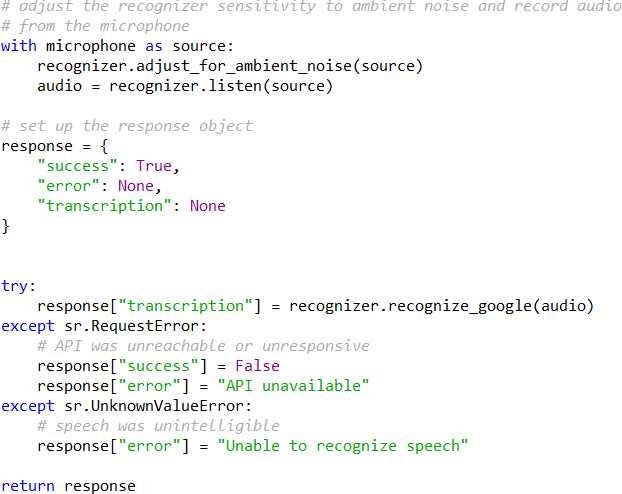 # adjust the recognizer sensitivity to ambient noise and record audio
# from the microphone
with microphone as source:
    recognizer.adjust_for_ambient_noise(source)
    audio = recognizer.listen(source)

# set up the response object
response = {
    "success": True,
    "error": None,
    "transcription": None
}

try:
    response["transcription"] = recognizer.recognize_google(audio)
except sr.RequestError:
    # API was unreachable or unresponsive
    response["success"] = False
    response["error"] = "API unavailable"
except sr.UnknownValueError:
    # speech was unintelligible
    response["error"] = "Unable to recognize speech"

return response